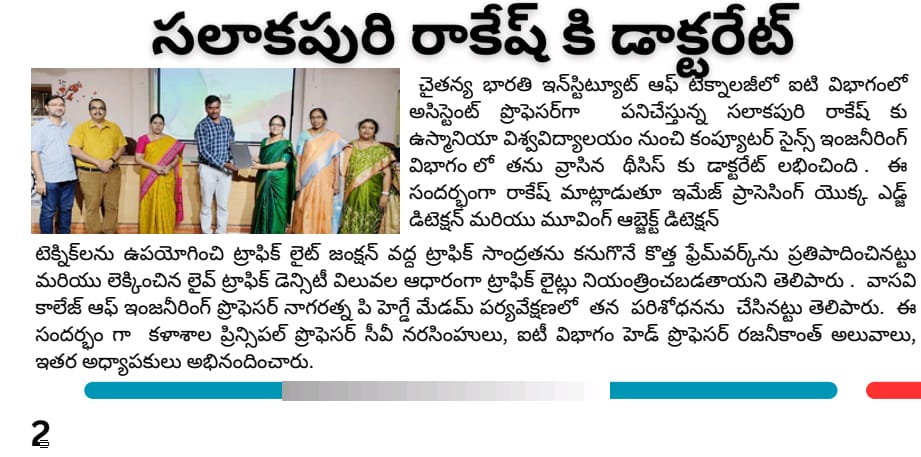 సలాకపురి రాకేష్ కి డాక్టరేట్
చైతన్య భారతి ఇన్‌స్టిట్యూట్ ఆఫ్ టెక్నాలజీలో ఐటి విభాగంలో
అసిస్టెంట్ ప్రొఫెసర్‌గా పనిచేస్తున్న సలాకపురి రాకేష్ కు
ఉస్మానియా విశ్వవిద్యాలయం నుంచి కంప్యూటర్ సైన్స్ ఇంజనీరింగ్
విభాగం లో తను వ్రాసిన థీసిస్ కు డాక్టరేట్ లభించింది . ఈ
సందర్భంగా రాకేష్ మాట్లాడుతూ ఇమేజ్ ప్రాసెసింగ్ యొక్క ఎడ్జ్
డిటెక్షన్ మరియు మూవింగ్ ఆబ్జెక్ట్ డిటెక్షన్
టెక్నిక్‌లను ఉపయోగించి ట్రాఫిక్ లైట్ జంక్షన్ వద్ద ట్రాఫిక్ సాంద్రతను కనుగొనే కొత్త ఫ్రేమ్‌వర్క్‌ను ప్రతిపాదించినట్టు
మరియు లెక్కించిన లైవ్ ట్రాఫిక్ డెన్సిటీ విలువల ఆధారంగా ట్రాఫిక్ లైట్లు నియంత్రించబడతాయని తెలిపారు . వాసవి
కాలేజ్ ఆఫ్ ఇంజనీరింగ్ ప్రొఫెసర్ నాగరత్న పి హెగ్డే మేడమ్ పర్యవేక్షణలో తన పరిశోధనను చేసినట్టు తెలిపారు. ఈ
సందర్భం గా కళాశాల ప్రిన్సిపల్ ప్రొఫెసర్ సీవీ నరసింహులు, ఐటీ విభాగం హెడ్ ప్రొఫెసర్ రజనీకాంత్ అలువాలు,
ఇతర అధ్యాపకులు అభినందించారు.
2